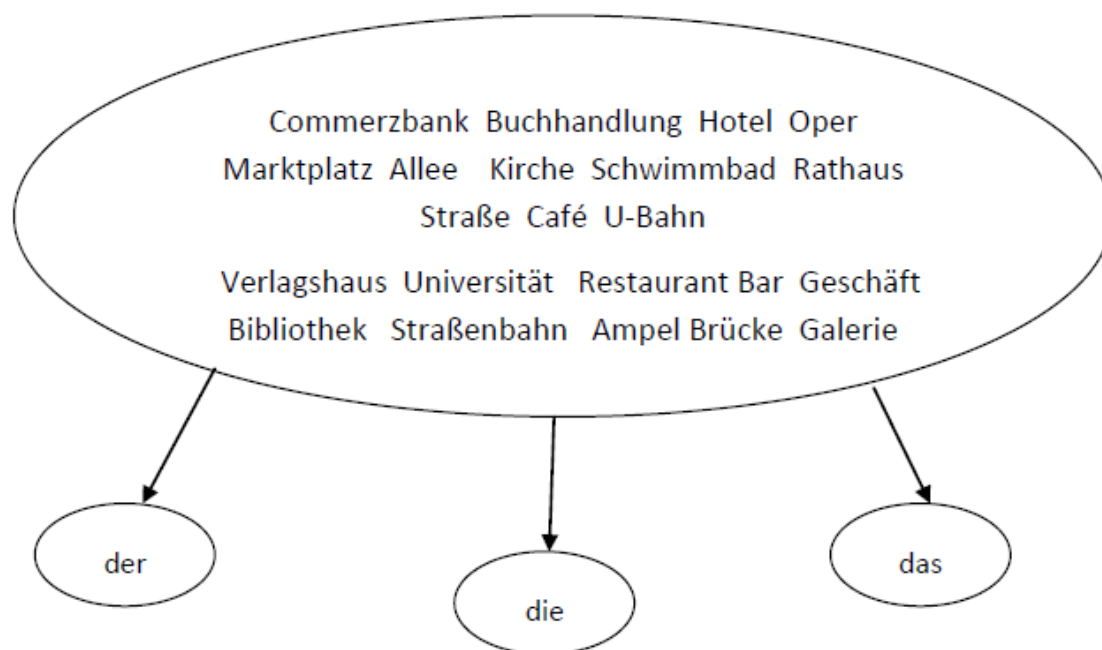 Commerzbank Buchhandlung Hotel Oper
Marktplatz Allee Kirche Schwimmbad Rathaus
Straße Café U-Bahn
Verlagshaus Universität Restaurant Bar Geschäft
Bibliothek Straßenbahn Ampel Brücke Galerie
der
die
das